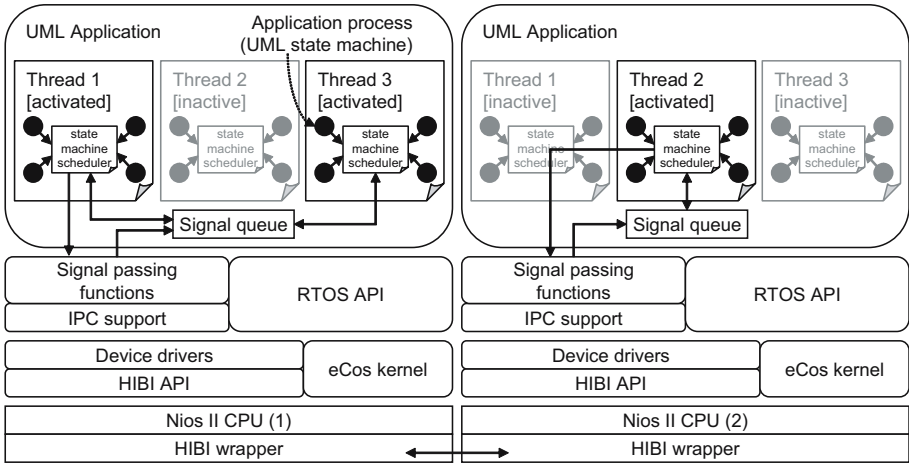 UML Application
Application process
(UML state machine)
Thread 1
[activated]
state
machine
scheduler
Thread 2
[inactive]
state
machine
scheduler
Thread 3
[activated]
state
machine
scheduler
Signal queue
Signal passing
functions
IPC support
RTOS API
Device drivers
HIBI API
eCos kernel
Nios II CPU (1)
HIBI wrapper
UML Application
Thread 1
[inactive]
state
machine
scheduler
Thread 2
[activated]
state
machine
scheduler
Thread 3
[inactive]
state
machine
scheduler
Signal queue
Signal passing
functions
IPC support
RTOS API
Device drivers
HIBI API
eCos kernel
Nios II CPU (2)
HIBI wrapper